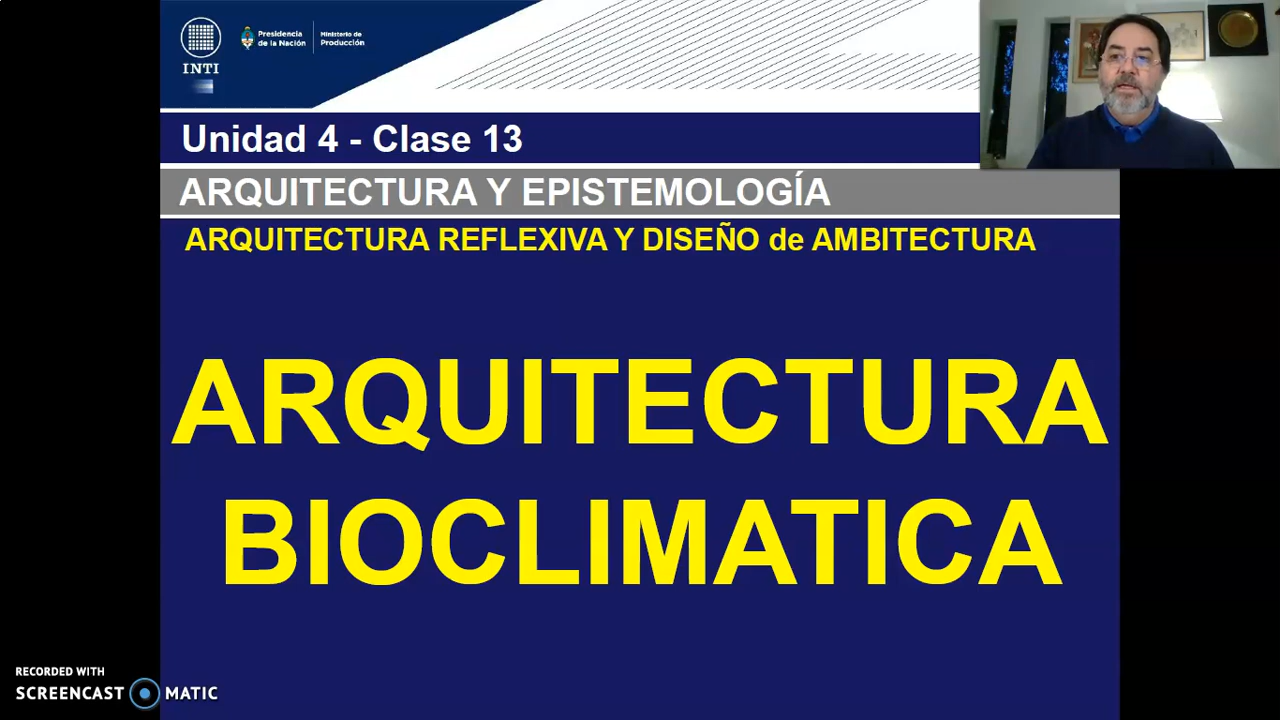 INTI
Presidencia
de la Nación
Ministerio de
Producción
Unidad 4 - Clase 13
ARQUITECTURA Y EPISTEMOLOGÍA
ARQUITECTURA REFLEXIVA Y DISEÑO de AMBITECTURA
ARQUITECTURA
BIOCLIMATICA
RECORDED WITH
SCREENCAST MATIC